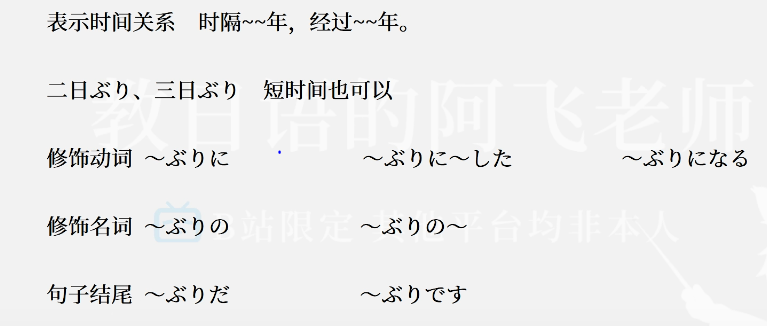 表示时间关系 时隔~~年，经过~~年。
二日ぶり、三日ぶり 短时间也可以
教日语的阿飞老师
修饰动词 ～ぶりに ～ぶりに～した ～ぶりになる
修饰名词 ～ぶりの ～ぶりの～
B站限定 其他平台均非本人
句子结尾 ～ぶりだ ～ぶりです